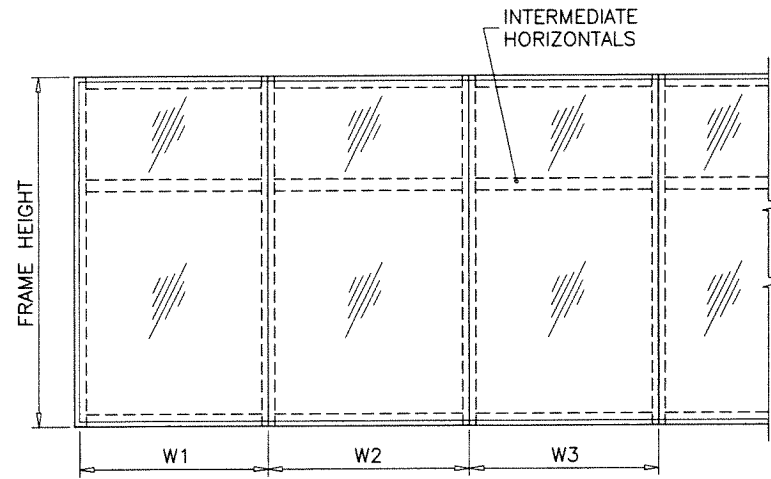 INTERMEDIATE
HORIZONTALS
FRAME HEIGHT
W1
W2
W3